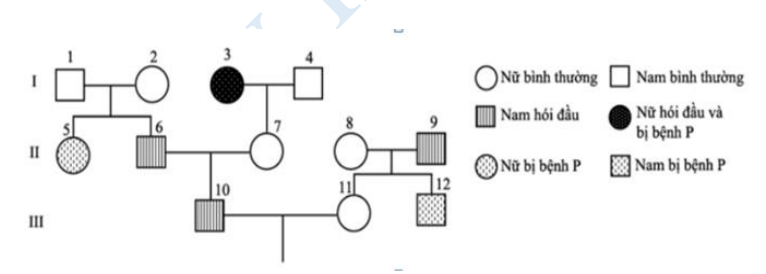 1 2 3 4
I
Nữ bình thường Nam bình thường
Nam hói đầu Nữ hói đầu và
bị bệnh P
5 6 7 8 9
II
Nữ bị bệnh P Nam bị bệnh P
10 11 12
III